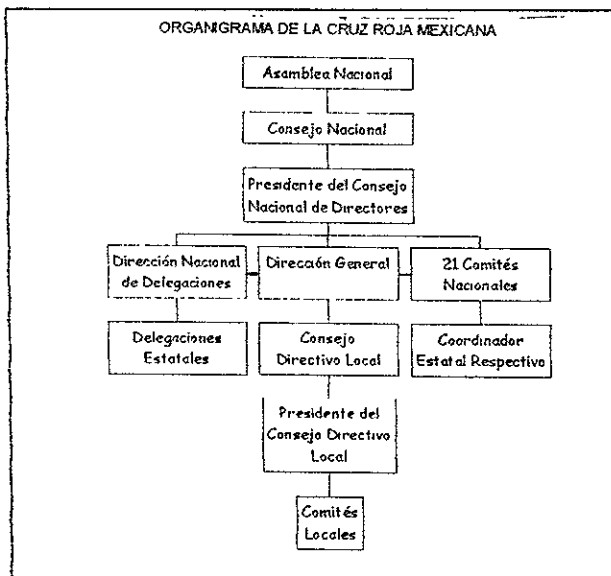 ORGANIGRAMA DE LA CRUZ ROJA MEXICANA
Asamblea Nacional
Consejo Nacional
Presidente del Consejo
Nacional de Directores
Dirección Nacional
de Delegaciones
Dirección General
21 Comités
Nacionales
Delegaciones
Estatales
Consejo
Directivo Local
Coordinador
Estatal Respectivo
Presidente del
Consejo Directivo
Local
Comités
Locales